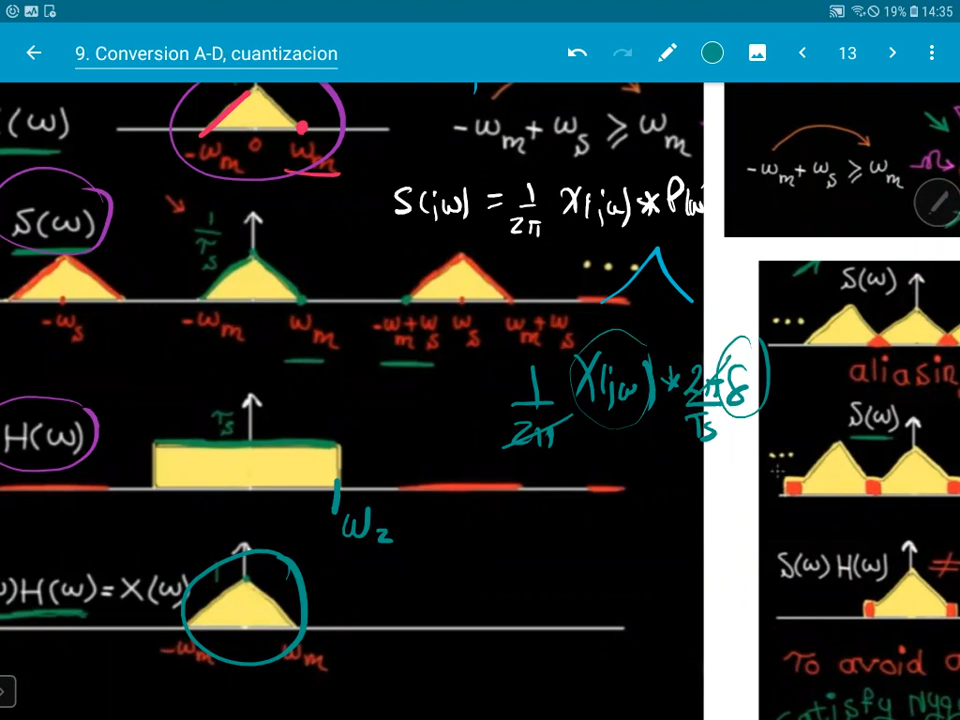 19% 14:35
9. Conversion A-D, cuantizacion
13
(ω)
-ωm 0 ωm
-ωm + ωs ⩾ ωm
S(jω) = 1/2π X(jω) * P(ω
S(ω)
1/Ts
-ωs -ωm ωm -ωm+ωs ωs ωm+ωs
1/2π X(jω) * 2π/Ts δ
H(ω)
Ts
ω2
)H(ω)=X(ω)
1
-ωm ωm
-ωm + ωs ⩾ ωm
S(ω)
aliasin
S(ω)
S(ω) H(ω) ≠
To avoid a
satisfy Nyq